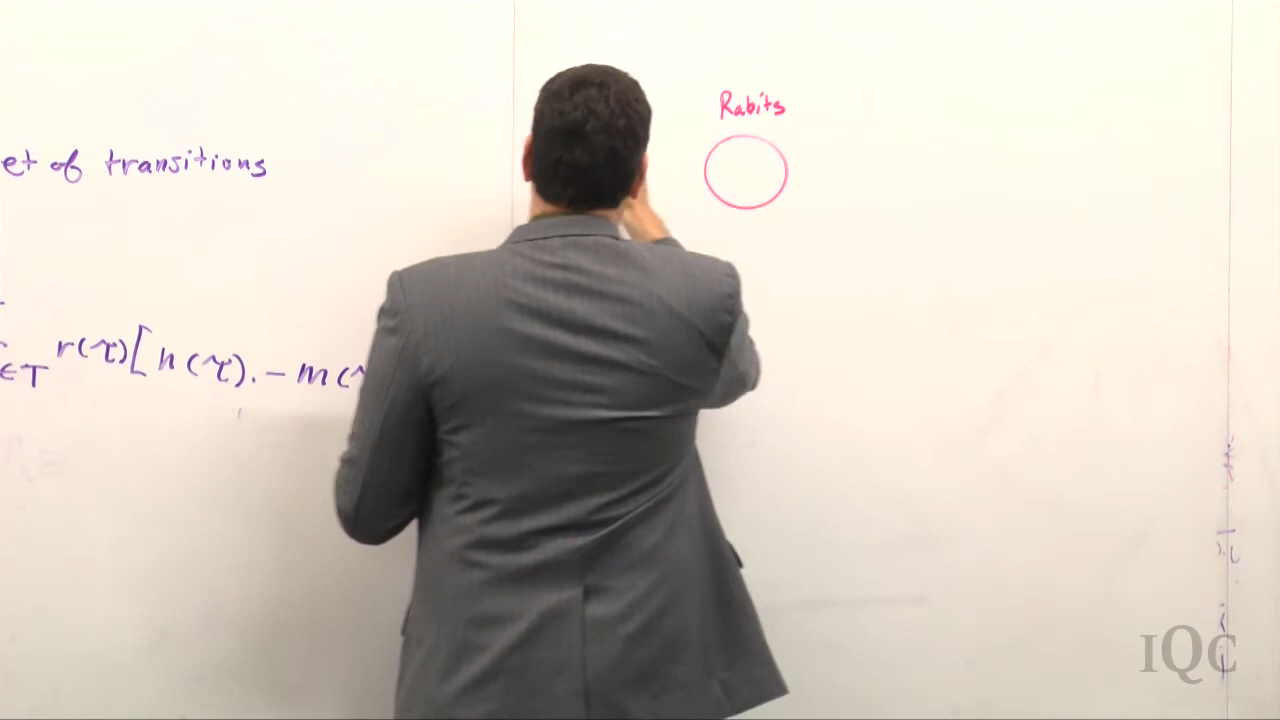 et of transitions
∈T r(τ)[n(τ).-m(
Rabits
IQC